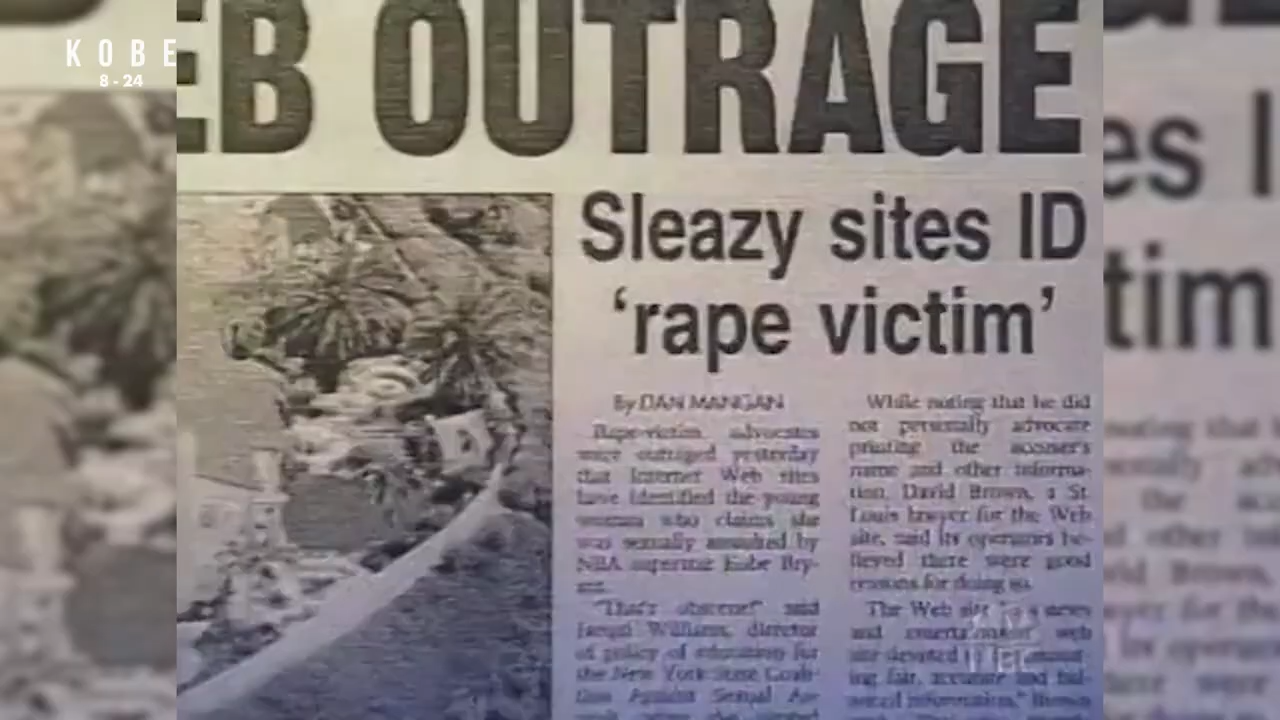 KOBE
8-24
EB OUTRAGE
Sleazy sites ID
'rape victim'
By DAN MANGAN
Rape-victim advocates
were outraged yesterday
that Internet Web sites
have identified the young
woman who claims she
was sexually assaulted by
NBA superstar Kobe Bry-
ant.
"That's obscene!" said
Williams, director
of policy of education for
the New York State Coali-
tion Against Sexual As-
While noting that he did
not personally advocate
printing the accuser's
name and other informa-
tion, David Brown, a St.
Louis lawyer for the Web
site, said its operators be-
lieved there were good
reasons for doing so.
The Web site is a news
and entertainment web
site devoted
ing fair, accurate and bal-
anced information," Brown
es I
tim